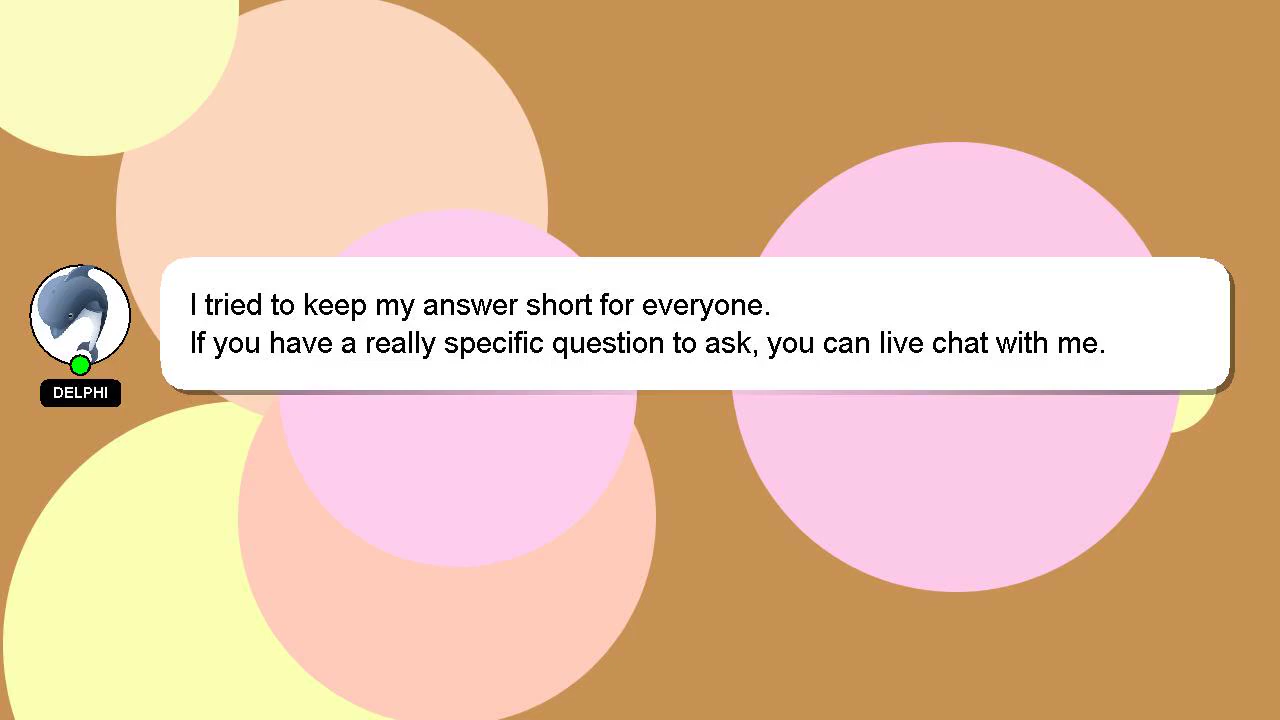 I tried to keep my answer short for everyone.
If you have a really specific question to ask, you can live chat with me.
DELPHI